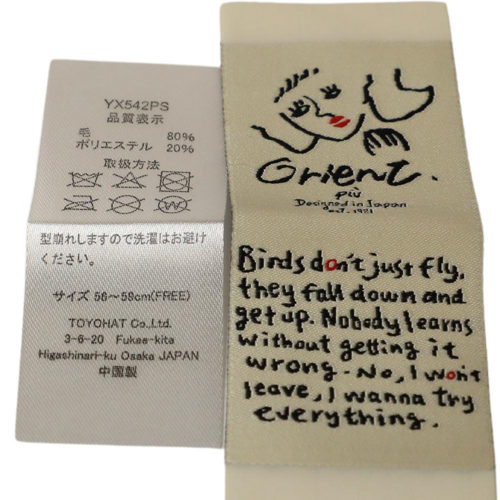 YX542PS
品質表示
毛 80%
ポリエステル 20%
取扱方法
型崩れしますので洗濯はお避け
ください。
サイズ 56〜59cm(FREE)
TOYOHAT Co.,Ltd.
3-6-20 Fukae-kita
Higashinari-ku Osaka JAPAN
中国製
Orient.
più
Designed in Japan
est. 1921
Birds don't just fly,
they fall down and
get up. Nobody learns
without getting it
wrong. No, I won't
leave, I wanna try
everything.